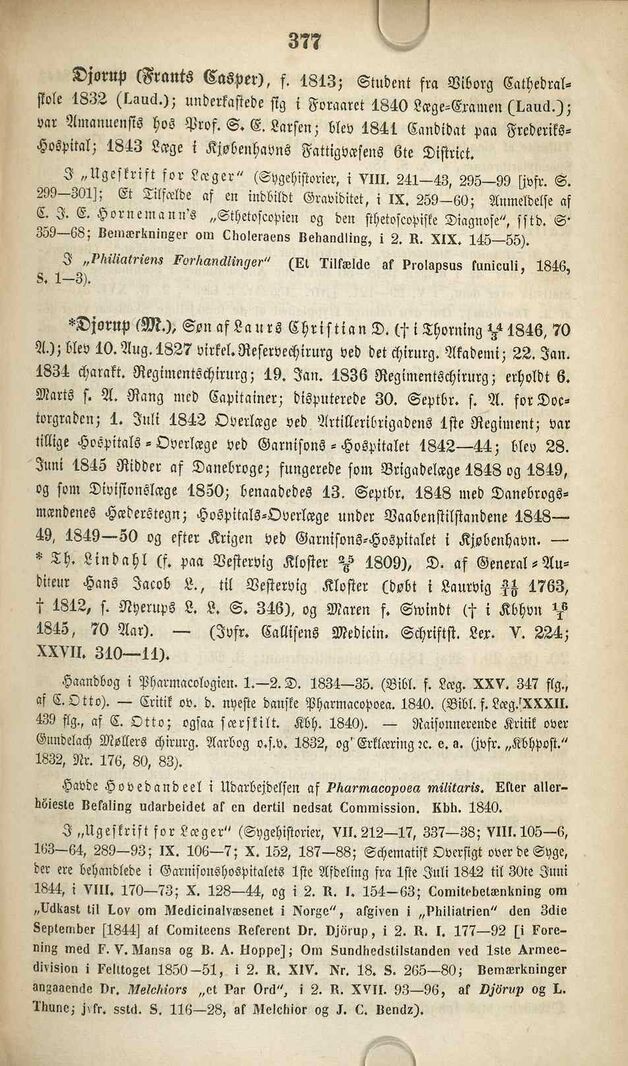 377
Djorup (Frants Casper), f. 1813; Student fra Viborg Cathedral=
skole 1832 (Laud.); underkastede sig i Foraaret 1840 Læge=Examen (Laud.);
var Amanuensis hos Prof. S. E. Larsen; blev 1841 Candidat paa Frederiks=
Hospital; 1843 Læge i Kjøbenhavns Fattigvæsens 6te District.
I „Ugeskrift for Læger" (Sygehistorier, i VIII. 241—43, 295—99 [jvfr. S.
299—301]; Et Tilfælde af en indbildt Graviditet, i IX. 259—60; Anmeldelse af
C. J. E. Hornemann's „Sthetoscopien og den sthetoscopiske Diagnose", sstd. S.
359—68; Bemærkninger om Choleraens Behandling, i 2. R. XIX. 145—55).
I „Philiatriens Forhandlinger" (Et Tilfælde af Prolapsus funiculi, 1846,
S. 1—3).
*Djorup (M.), Søn af Laurs Christian D. († i Thorning 14/3 1846, 70
A.); blev 10. Aug. 1827 virkel. Reservechirurg ved det chirurg. Akademi; 22. Jan.
1834 charakt. Regimentschirurg; 19. Jan. 1836 Regimentschirurg; erholdt 6.
Marts s. A. Rang med Capitainer; disputerede 30. Septbr. s. A. for Doc=
torgraden; 1. Juli 1842 Overlæge ved Artilleribrigadens 1ste Regiment; var
tillige Hospitals = Overlæge ved Garnisons = Hospitalet 1842—44; blev 28.
Juni 1845 Ridder af Danebroge; fungerede som Brigadelæge 1848 og 1849,
og som Divisionslæge 1850; benaadedes 13. Septbr. 1848 med Danebrogs=
mændenes Hæderstegn; Hospitals=Overlæge under Vaabenstilstandene 1848—
49, 1849—50 og efter Krigen ved Garnisons=Hospitalet i Kjøbenhavn. —
* Th. Lindahl (f. paa Vestervig Kloster 1809), D. af General = Au=
diteur Hans Jacob L., til Vestervig Kloster (døbt i Laurvig 1763,
† 1812, s. Nyerups L. L. S. 346), og Maren f. Swindt († i Kbhvn 16/1
1845, 70 Aar). — (Jvfr. Callisens Medicin. Schriftst. Lex. V. 224;
XXVII. 310—11).
Haandbog i Pharmacologien. 1.—2. D. 1834—35. (Bibl. f. Læg. XXV. 347 flg.,
af C. Otto). — Critik ov. d. nyeste danske Pharmacopoea. 1840. (Bibl. f. Læg. XXXII.
439 flg., af C. Otto; ogsaa særskilt. Kbh. 1840). — Raisonnerende Kritik over
Gundelach Møllers chirurg. Aarbog o.s.v. 1832, og Erklæring ꝛc. e. a. (jvfr. „Kbhpost."
1832, Nr. 176, 80, 83).
Havde Hovedandeel i Udarbejdelsen af Pharmacopoea militaris. Efter aller-
höieste Befaling udarbeidet af en dertil nedsat Commission. Kbh. 1840.
I „Ugeskrift for Læger" (Sygehistorier, VII. 212—17, 337—38; VIII. 105—6,
163—64, 289—93; IX. 106—7; X. 152, 187—88; Schematisk Oversigt over de Syge,
der ere behandlede i Garnisonshospitalets 1ste Afdeling fra 1ste Juli 1842 til 30te Juni
1844, i VIII. 170—73; X. 128—44, og i 2. R. I. 154—63; Comitebetænkning om
„Udkast til Lov om Medicinalvæsenet i Norge", afgiven i „Philiatrien" den 3die
September [1844] af Comiteens Referent Dr. Djörup, i 2. R. I. 177—92 [i Fore-
ning med F. V. Mansa og B. A. Hoppe]; Om Sundhedstilstanden ved 1ste Armee-
division i Felttoget 1850—51, i 2. R. XIV. Nr. 18. S. 265—80; Bemærkninger
angaaende Dr. Melchiors „et Par Ord", i 2. R. XVII. 93—96, af Djörup og L.
Thune; jvfr. sstd. S. 116—28, af Melchior og J. C. Bendz).